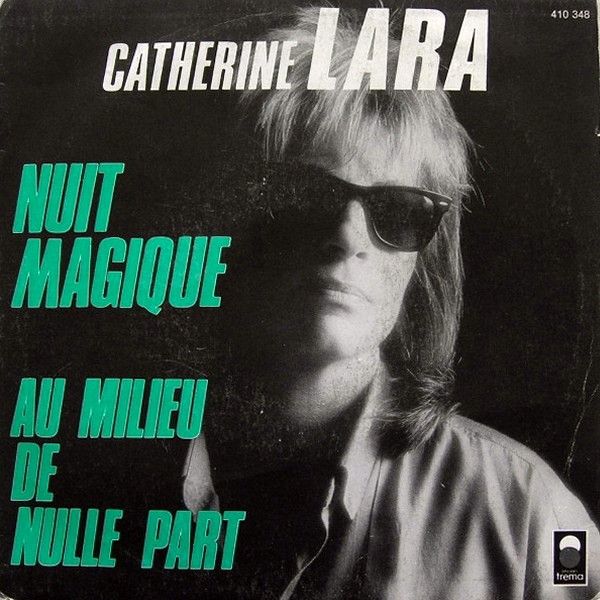 410 348
CATHERINE LARA
NUIT
MAGIQUE
AU MILIEU
DE
NULLE PART
trema